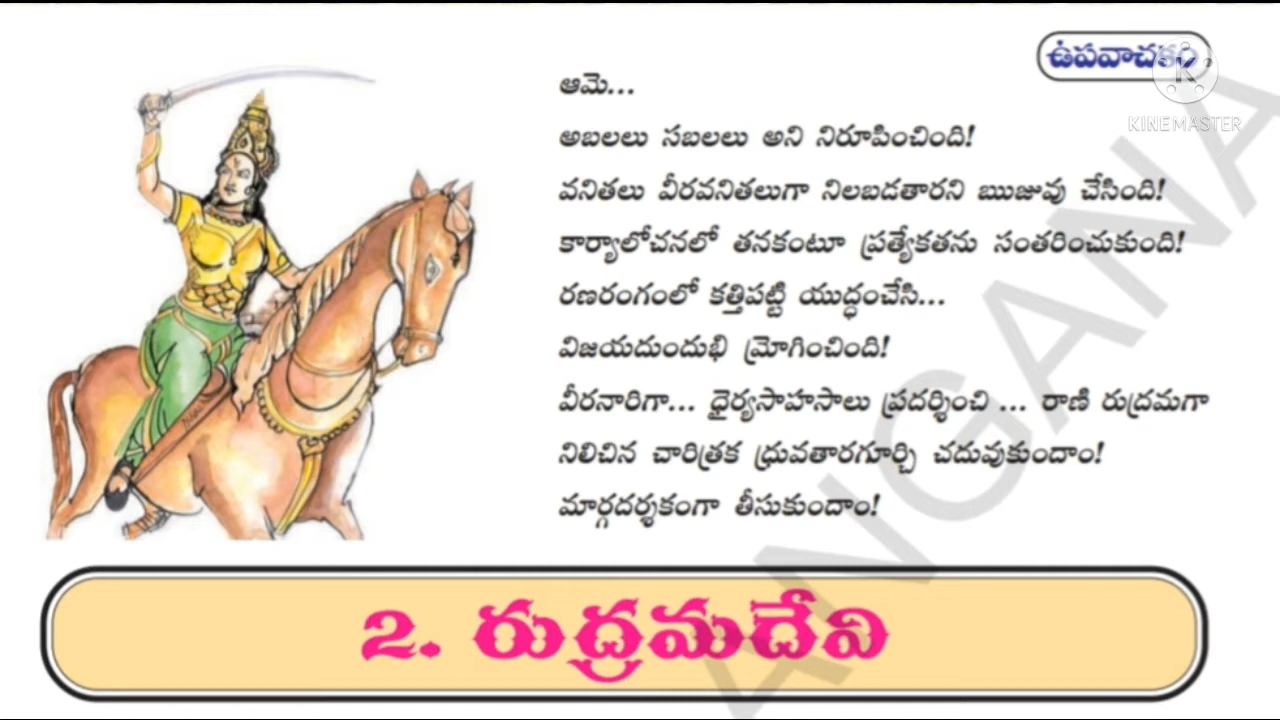 ఉపవాచకం
KINEMASTER
ఆమె...
అబలలు సబలలు అని నిరూపించింది!
వనితలు వీరవనితలుగా నిలబడతారని ఋజువు చేసింది!
కార్యాలోచనలో తనకంటూ ప్రత్యేకతను సంతరించుకుంది!
రణరంగంలో కత్తిపట్టి యుద్ధంచేసి...
విజయదుందుభి మ్రోగించింది!
వీరనారిగా... ధైర్యసాహసాలు ప్రదర్శించి ... రాణి రుద్రమగా
నిలిచిన చారిత్రక ధ్రువతారగూర్చి చదువుకుందాం!
మార్గదర్శకంగా తీసుకుందాం!
2. రుద్రమదేవి
ANGANA